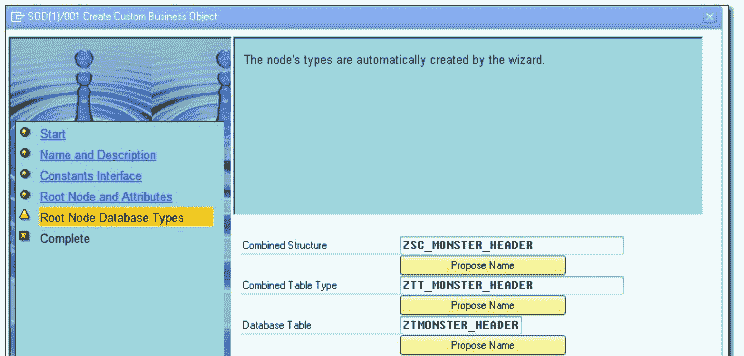 SOD(1)/001 Create Custom Business Object
The node's types are automatically created by the wizard.
Start
Name and Description
Constants Interface
Root Node and Attributes
Root Node Database Types
Complete
Combined Structure ZSC_MONSTER_HEADER
Propose Name
Combined Table Type ZTT_MONSTER_HEADER
Propose Name
Database Table ZTMONSTER_HEADER
Propose Name